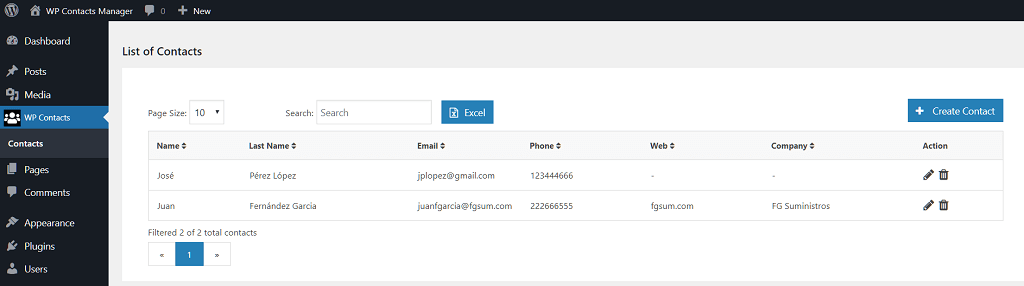 WP Contacts Manager 0 New
Dashboard
Posts
Media
WP Contacts
Contacts
Pages
Comments
Appearance
Plugins
Users
List of Contacts
Page Size: 10 Search: Search Excel Create Contact
Name Last Name Email Phone Web Company Action
José Pérez López jplopez@gmail.com 123444666 - -
Juan Fernández Garcia juanfgarcia@fgsum.com 222666555 fgsum.com FG Suministros
Filtered 2 of 2 total contacts
« 1 »